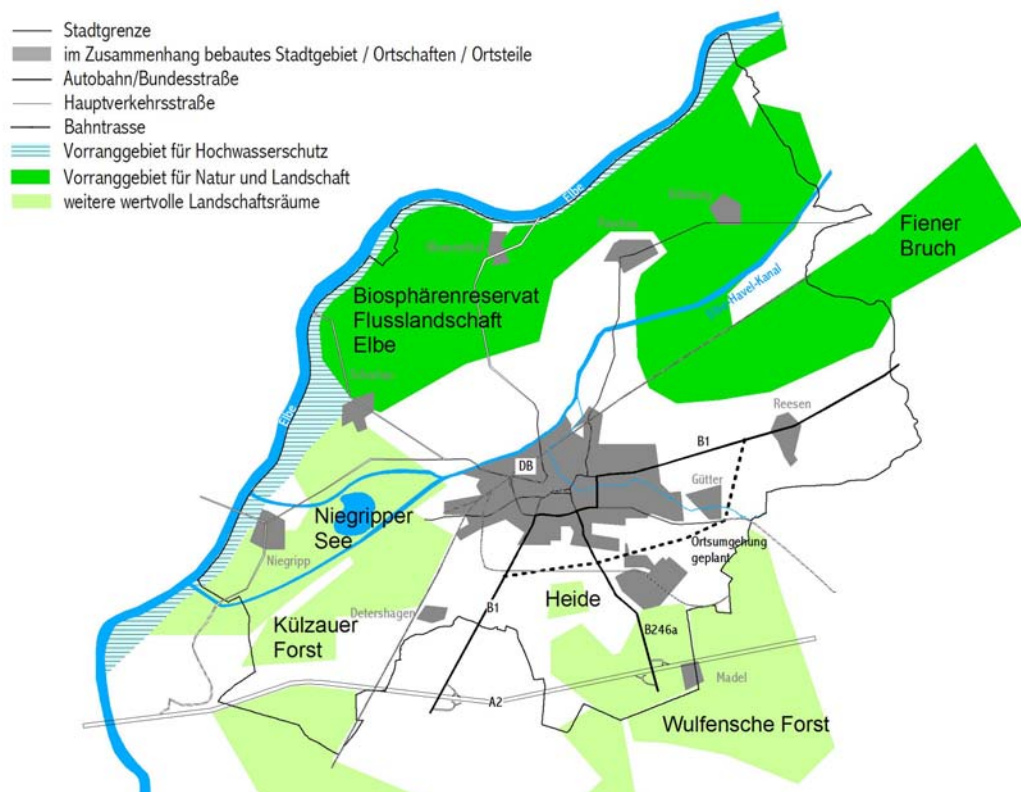 Stadtgrenze
im Zusammenhang bebautes Stadtgebiet / Ortschaften / Ortsteile
Autobahn/Bundesstraße
Hauptverkehrsstraße
Bahntrasse
Vorranggebiet für Hochwasserschutz
Vorranggebiet für Natur und Landschaft
weitere wertvolle Landschaftsräume
Elbe
Fiener
Bruch
Elbe-Havel-Kanal
Biosphärenreservat
Flusslandschaft
Elbe
Elbe
Reesen
B1
DB
Gütter
Niegripper
See
Niegripp
Ortsumgehung
geplant
Detershagen
B1
Heide
Külzauer
Forst
B246a
Madel
A2
Wulfensche Forst